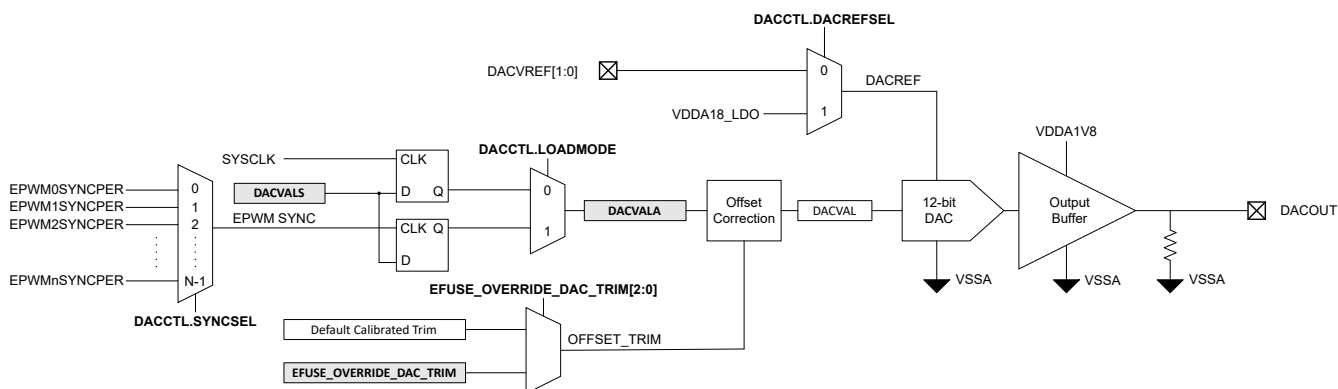 DACCTL.DACREFSEL
DACVREF[1:0]
0
DACREF
VDDA18_LDO
1
VDDA1V8
SYSCLK
CLK
DACCTL.LOADMODE
EPWM0SYNCPER
0
DACVALS
D
Q
0
EPWM1SYNCPER
1
EPWM SYNC
DACVALA
Offset
Correction
DACVAL
12-bit
DAC
Output
Buffer
DACOUT
EPWM2SYNCPER
2
CLK
Q
1
D
EPWMnSYNCPER
N-1
VSSA
VSSA
VSSA
DACCTL.SYNCSEL
EFUSE_OVERRIDE_DAC_TRIM[2:0]
Default Calibrated Trim
OFFSET_TRIM
EFUSE_OVERRIDE_DAC_TRIM